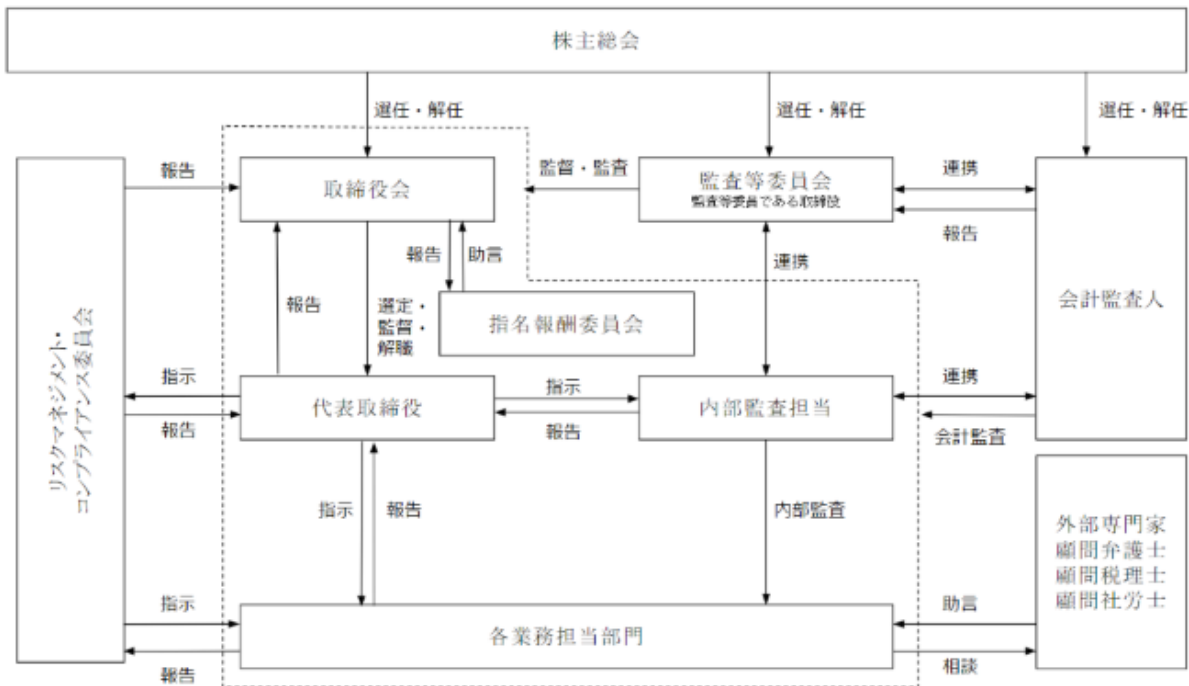 株主総会
選任・解任
選任・解任
選任・解任
報告
取締役会
監督・監査
監査等委員会
監査等委員である取締役
連携
報告
報告
助言
連携
会計監査人
リスクマネジメント・
コンプライアンス委員会
報告
選定・
監督・
解職
指名報酬委員会
指示
報告
代表取締役
指示
報告
内部監査担当
連携
会計監査
指示
報告
内部監査
外部専門家
顧問弁護士
顧問税理士
顧問社労士
指示
報告
各業務担当部門
助言
相談